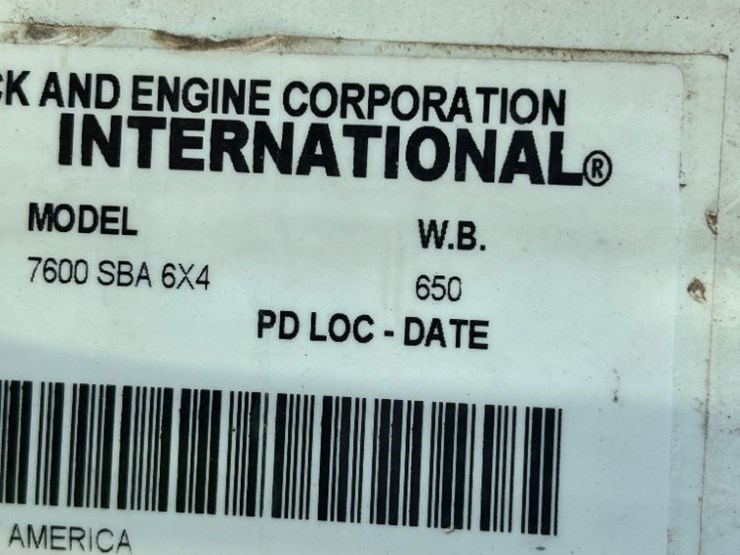 CK AND ENGINE CORPORATION
INTERNATIONAL®
MODEL W.B.
7600 SBA 6X4 650
PD LOC - DATE
AMERICA